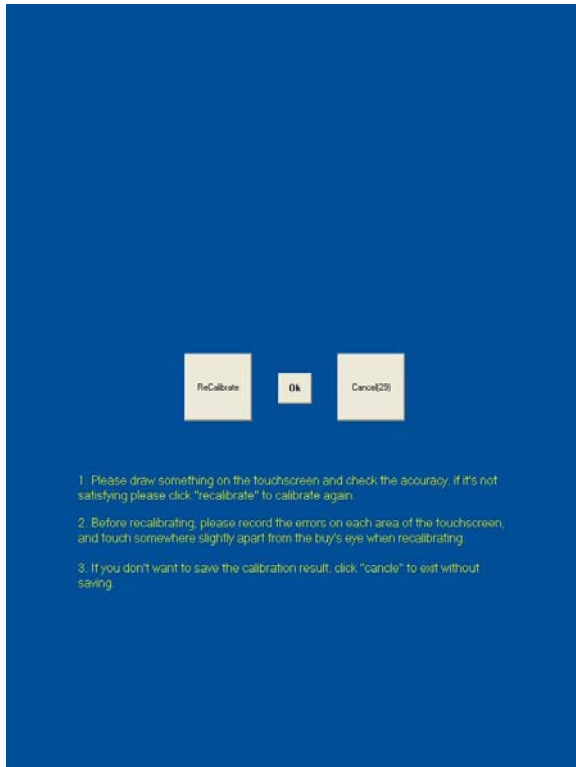 ReCalibrate Ok Cancel(29)
1. Please draw something on the touchscreen and check the accuracy, if it's not
satisfying please click "recalibrate" to calibrate again.
2. Before recalibrating, please record the errors on each area of the touchscreen,
and touch somewhere slightly apart from the buy's eye when recalibrating.
3. If you don't want to save the calibration result, click "cancle" to exit without
saving.